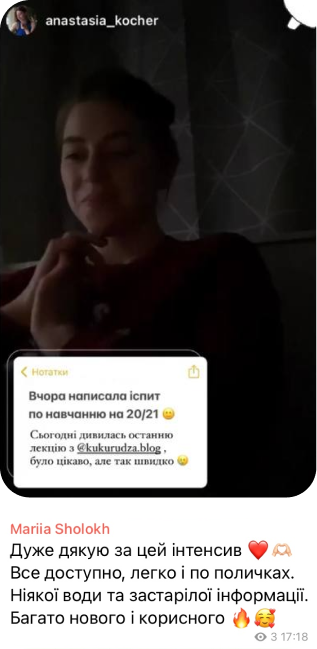 anastasia_kocher
Нотатки
Вчора написала іспит
по навчанню на 20/21 😀
Сьогодні дивилась останню
лекцію з @kukurudza.blog ,
було цікаво, але так швидко 🥲
Mariia Sholokh
Дуже дякую за цей інтенсив ❤️🫶🏻
Все доступно, легко і по поличках.
Ніякої води та застарілої інформації.
Багато нового і корисного 🔥🥰
3 17:18